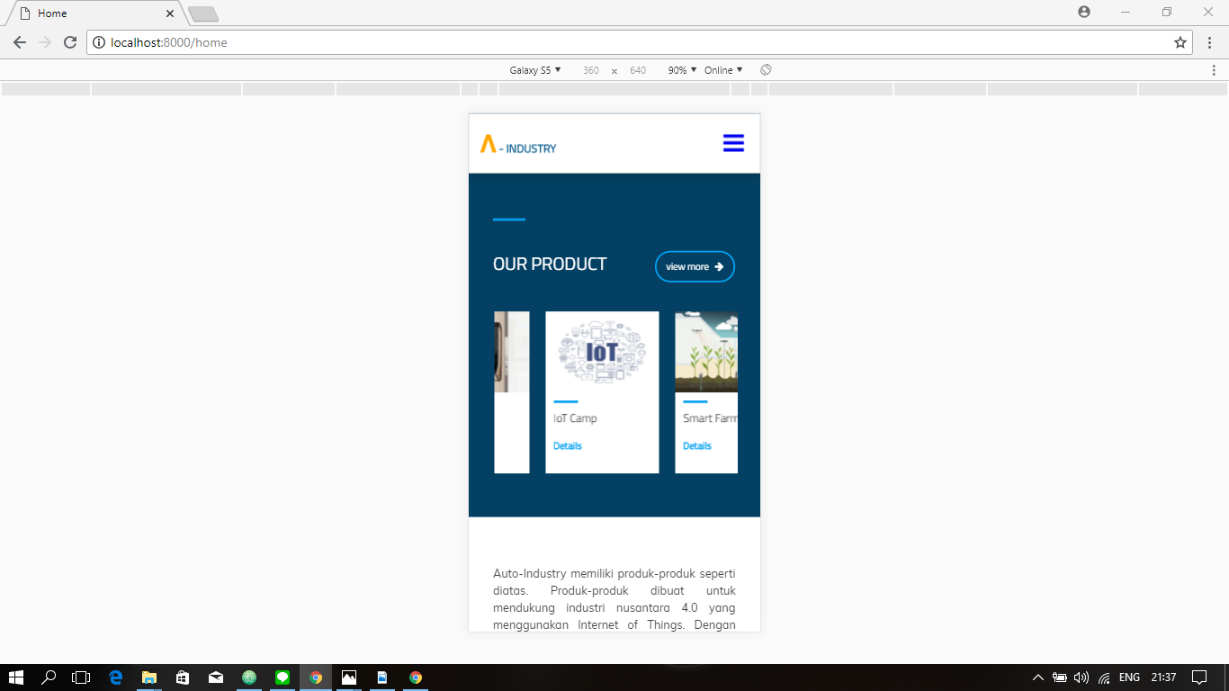 Home
localhost:8000/home
Galaxy S5 ▼ 360 x 640 90% ▼ Online ▼
Λ - INDUSTRY
OUR PRODUCT
view more
IoT
IoT Camp
Details
Smart Farm
Details
Auto-Industry memiliki produk-produk seperti
diatas. Produk-produk dibuat untuk
mendukung industri nusantara 4.0 yang
menggunakan Internet of Things. Dengan
ENG 21:37